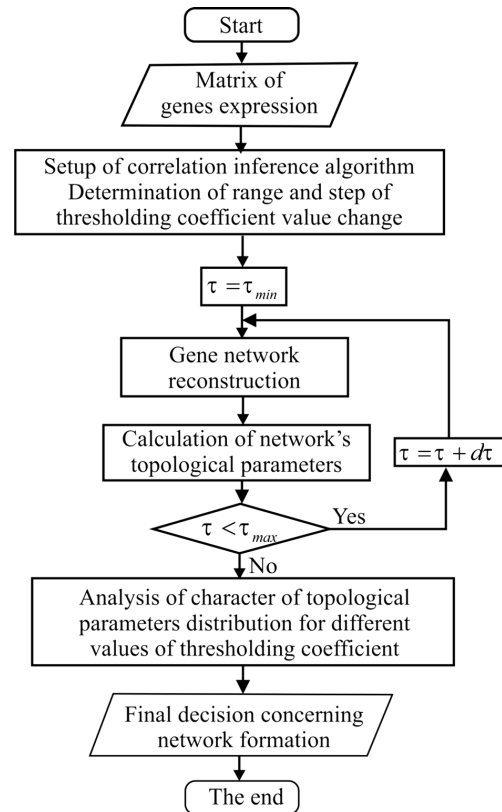 Start
Matrix of
genes expression
Setup of correlation inference algorithm
Determination of range and step of
thresholding coefficient value change
τ = τmin
Gene network
reconstruction
Calculation of network's
topological parameters
τ = τ + dτ
τ < τmax
Yes
No
Analysis of character of topological
parameters distribution for different
values of thresholding coefficient
Final decision concerning
network formation
The end